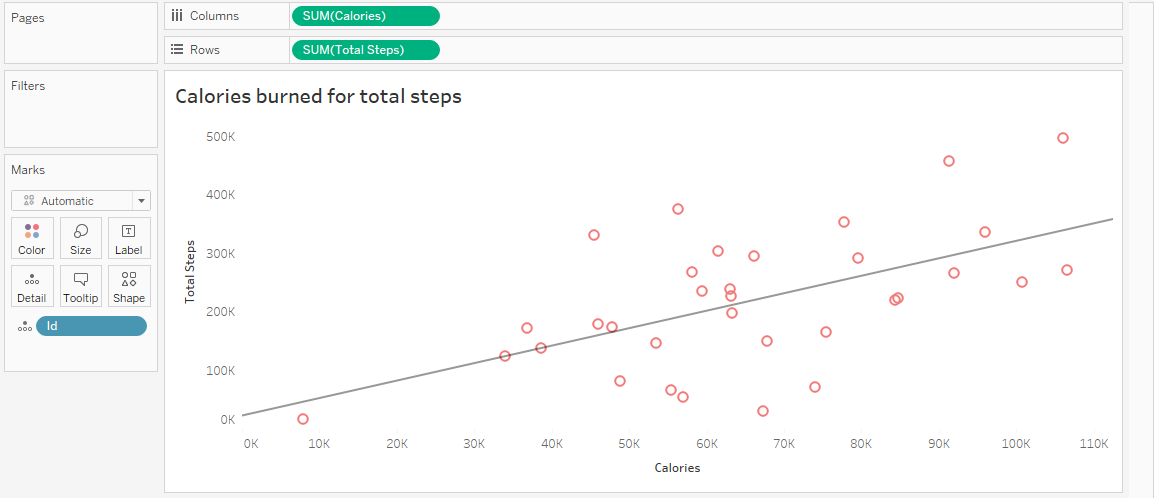 Pages
Columns
SUM(Calories)
Rows
SUM(Total Steps)
Filters
Marks
Automatic
Color
Size
Label
Detail
Tooltip
Shape
Id
Calories burned for total steps
Total Steps
500K
400K
300K
200K
100K
0K
0K 10K 20K 30K 40K 50K 60K 70K 80K 90K 100K 110K
Calories